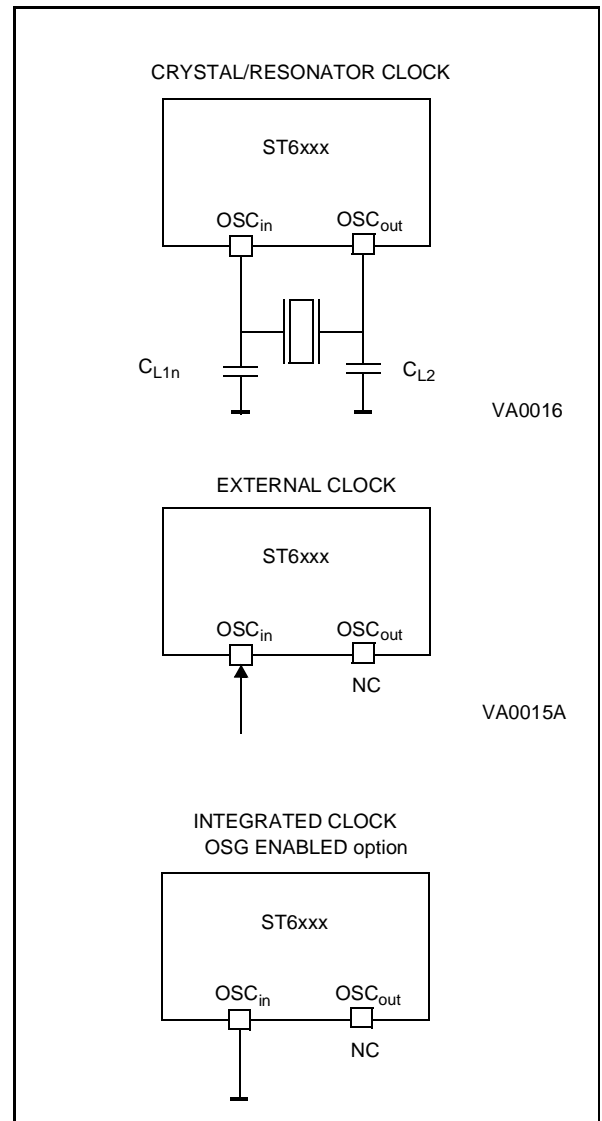 CRYSTAL/RESONATOR CLOCK
ST6xxx
OSCin OSCout
CL1n CL2
VA0016
EXTERNAL CLOCK
ST6xxx
OSCin OSCout
NC
VA0015A
INTEGRATED CLOCK
OSG ENABLED option
ST6xxx
OSCin OSCout
NC